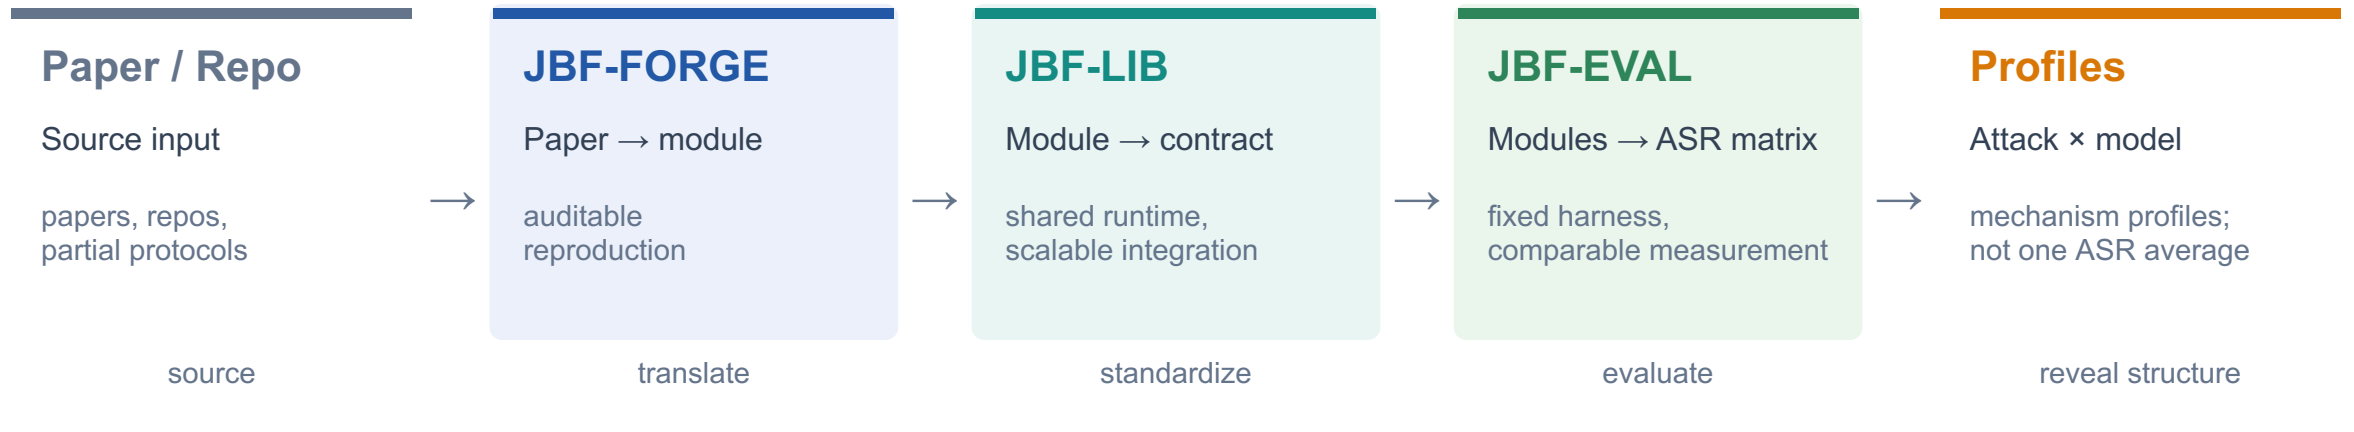 Paper / Repo
Source input
papers, repos,
partial protocols
source
→
JBF-FORGE
Paper → module
auditable
reproduction
translate
→
JBF-LIB
Module → contract
shared runtime,
scalable integration
standardize
→
JBF-EVAL
Modules → ASR matrix
fixed harness,
comparable measurement
evaluate
→
Profiles
Attack × model
mechanism profiles;
not one ASR average
reveal structure